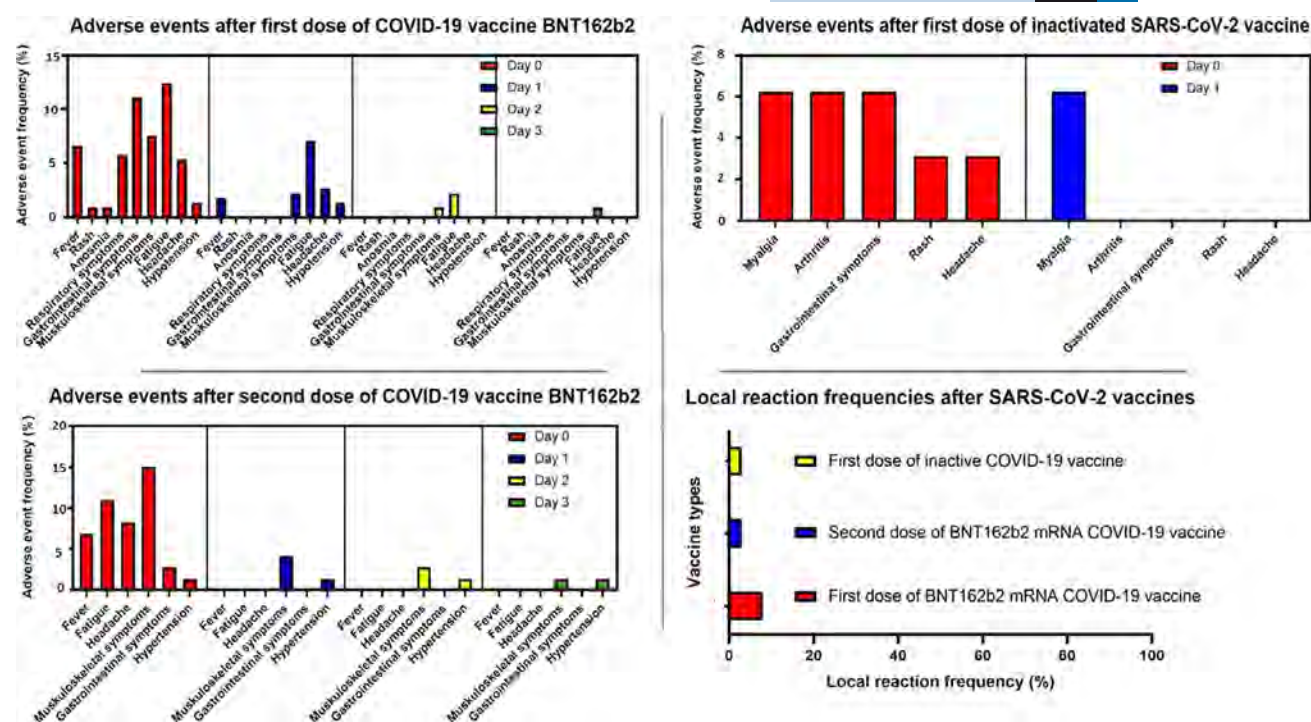 Adverse events after first dose of COVID-19 vaccine BNT162b2
Adverse event frequency (%)
15
10
5
0
Day 0
Day 1
Day 2
Day 3
Fever
Rash
Anosmia
Respiratory symptoms
Gastrointestinal symptoms
Muskuloskeletal symptoms
Fatigue
Headache
Hypotension
Fever
Rash
Anosmia
Respiratory symptoms
Gastrointestinal symptoms
Muskuloskeletal symptoms
Fatigue
Headache
Hypotension
Fever
Rash
Anosmia
Respiratory symptoms
Gastrointestinal symptoms
Muskuloskeletal symptoms
Fatigue
Headache
Hypotension
Fever
Rash
Anosmia
Respiratory symptoms
Gastrointestinal symptoms
Muskuloskeletal symptoms
Fatigue
Headache
Hypotension
Adverse events after first dose of inactivated SARS-CoV-2 vaccine
Adverse event frequency (%)
8
6
4
2
0
Day 0
Day 1
Myalgia
Arthritis
Gastrointestinal symptoms
Rash
Headache
Myalgia
Arthritis
Gastrointestinal symptoms
Rash
Headache
Adverse events after second dose of COVID-19 vaccine BNT162b2
Adverse event frequency (%)
20
15
10
5
0
Day 0
Day 1
Day 2
Day 3
Fever
Fatigue
Headache
Muskuloskeletal symptoms
Gastrointestinal symptoms
Hypertension
Fever
Fatigue
Headache
Muskuloskeletal symptoms
Gastrointestinal symptoms
Hypertension
Fever
Fatigue
Headache
Muskuloskeletal symptoms
Gastrointestinal symptoms
Hypertension
Fever
Fatigue
Headache
Muskuloskeletal symptoms
Gastrointestinal symptoms
Hypertension
Local reaction frequencies after SARS-CoV-2 vaccines
Vaccine types
First dose of inactive COVID-19 vaccine
Second dose of BNT162b2 mRNA COVID-19 vaccine
First dose of BNT162b2 mRNA COVID-19 vaccine
0
20
40
60
80
100
Local reaction frequency (%)